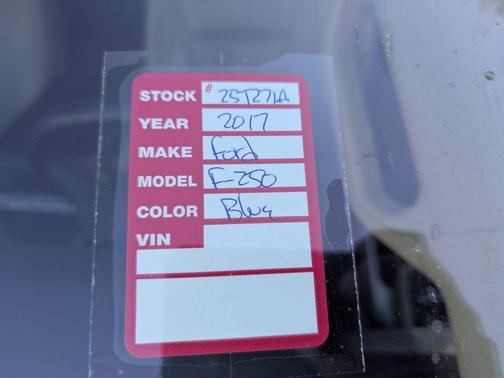 STOCK # 25T271A
YEAR 2017
MAKE Ford
MODEL F-250
COLOR Blue
VIN